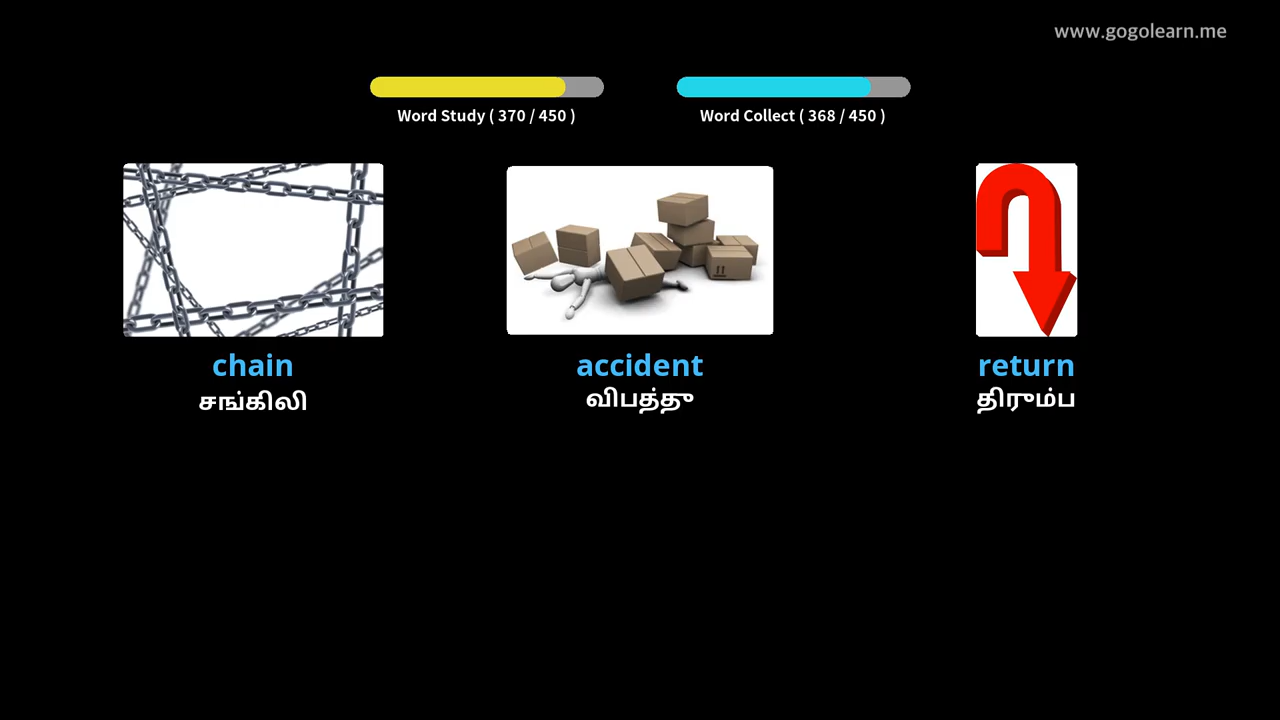 www.gogolearn.me
Word Study ( 370 / 450 )
Word Collect ( 368 / 450 )
chain
சங்கிலி
accident
விபத்து
return
திரும்ப